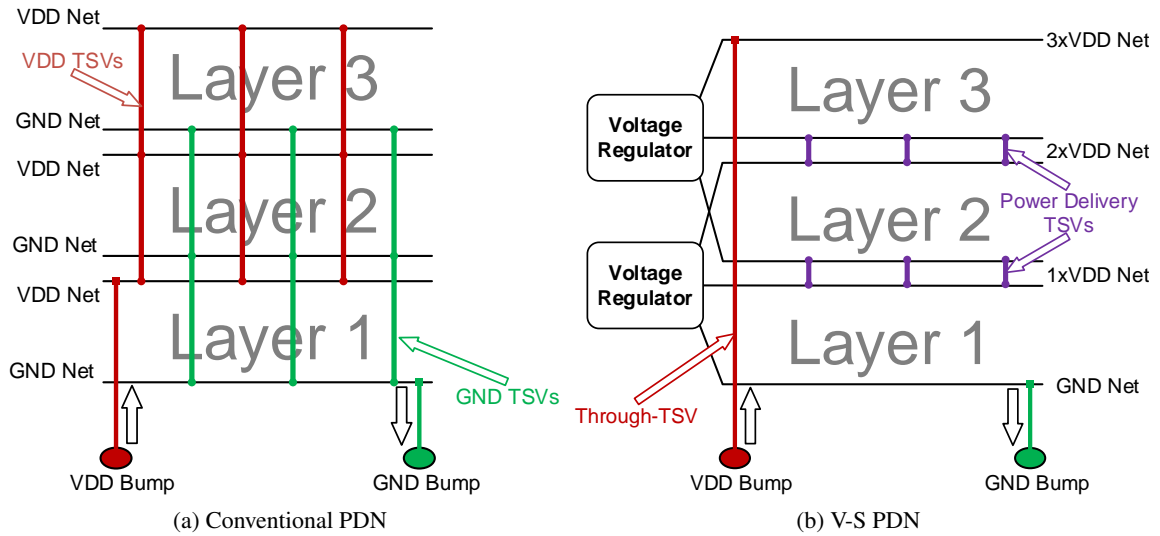 VDD Net
VDD TSVs
Layer 3
GND Net
VDD Net
Layer 2
GND Net
VDD Net
Layer 1
GND Net
GND TSVs
VDD Bump
GND Bump
(a) Conventional PDN
3xVDD Net
Layer 3
Voltage
Regulator
2xVDD Net
Power Delivery
TSVs
Layer 2
Voltage
Regulator
1xVDD Net
Layer 1
GND Net
Through-TSV
VDD Bump
GND Bump
(b) V-S PDN